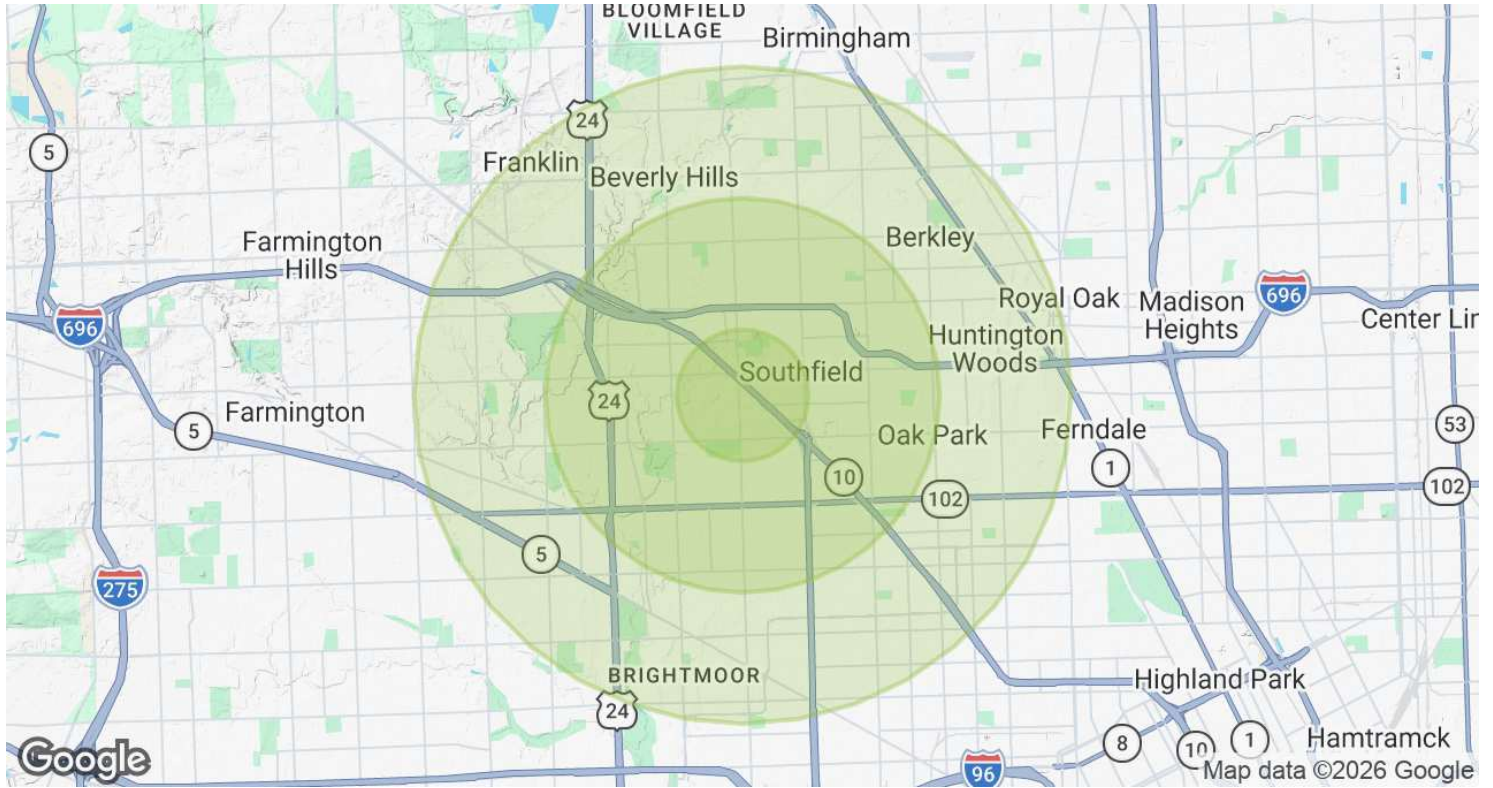 BLOOMFIELD
VILLAGE
Birmingham
24
5
Franklin
Beverly Hills
Farmington
Hills
Berkley
696
Royal Oak
Madison
Heights
696
Center Lin
Huntington
Woods
Southfield
24
Farmington
5
Oak Park
Ferndale
53
1
10
102
102
5
275
BRIGHTMOOR
Highland Park
24
8
10
1
Hamtramck
Google
96
Map data ©2026 Google